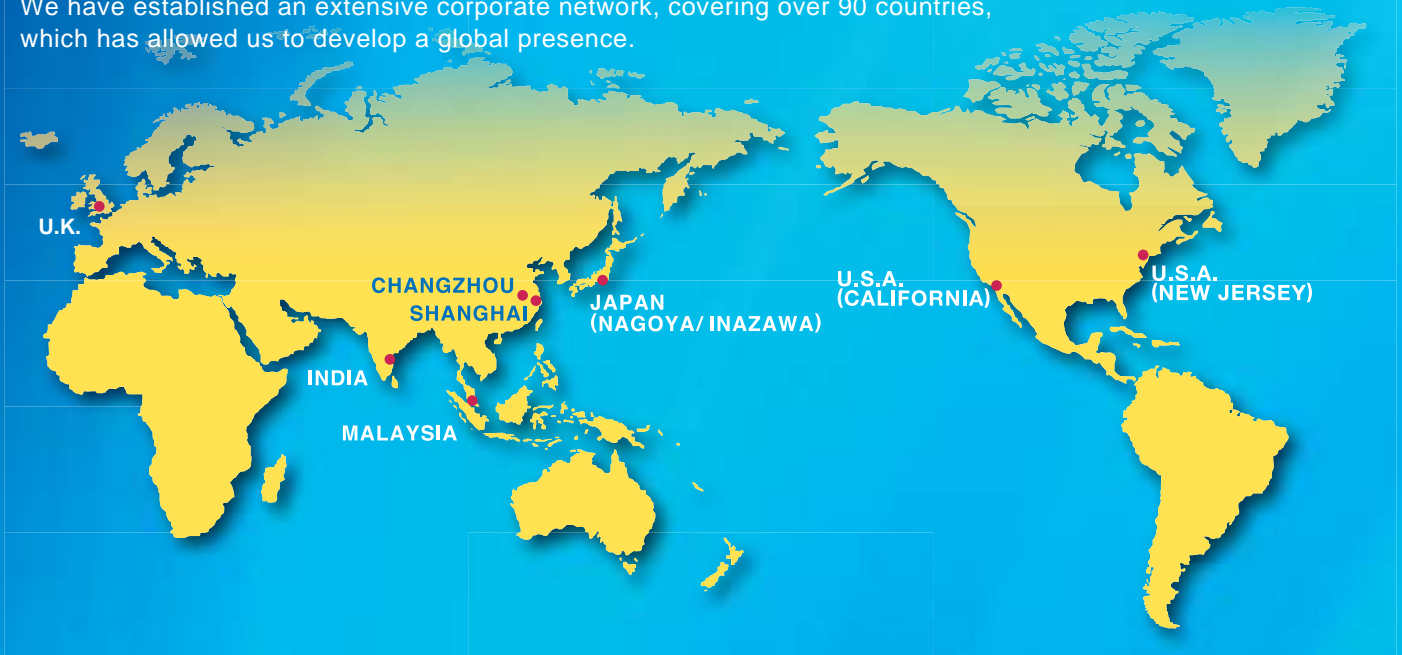 We have established an extensive corporate network, covering over 90 countries,
which has allowed us to develop a global presence.
U.K.
CHANGZHOU
SHANGHAI
JAPAN
(NAGOYA/ INAZAWA)
U.S.A.
(CALIFORNIA)
U.S.A.
(NEW JERSEY)
INDIA
MALAYSIA